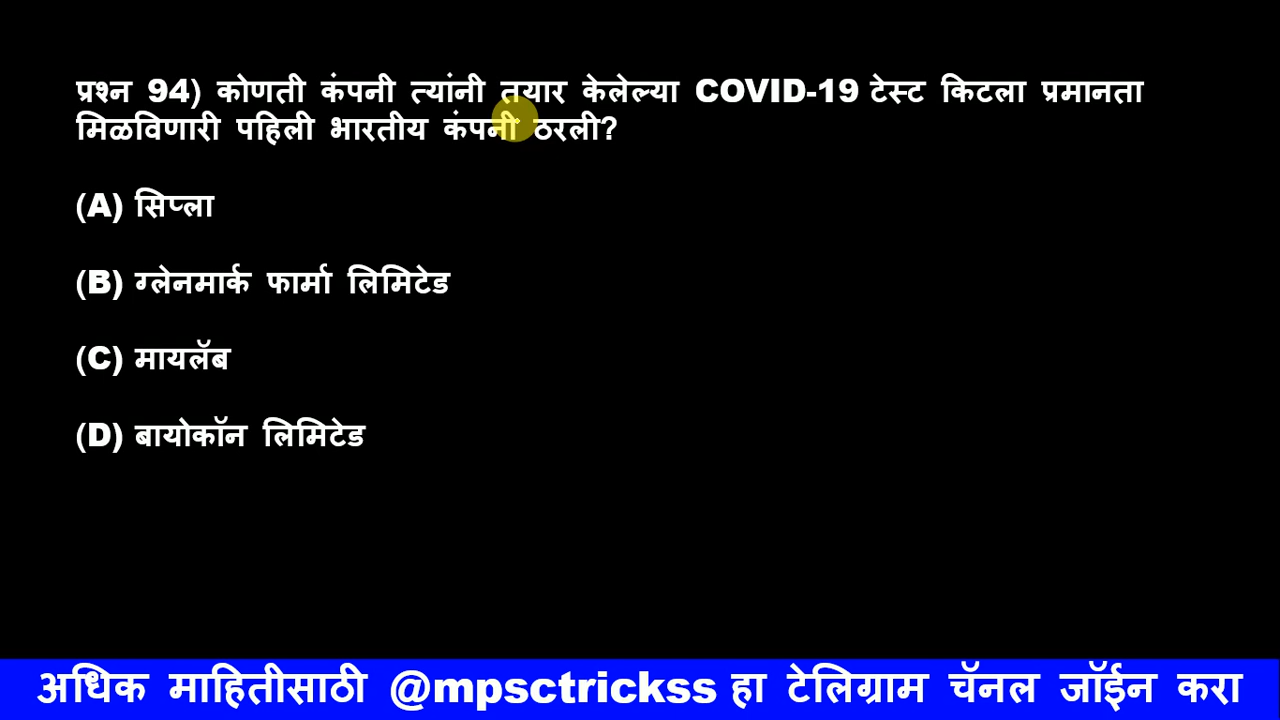 प्रश्न 94) कोणती कंपनी त्यांनी तयार केलेल्या COVID-19 टेस्ट किटला प्रमानता
मिळविणारी पहिली भारतीय कंपनी ठरली?
(A) सिप्ला
(B) ग्लेनमार्क फार्मा लिमिटेड
(C) मायलॅब
(D) बायोकॉन लिमिटेड
अधिक माहितीसाठी @mpsctrickss हा टेलिग्राम चॅनल जॉईन करा